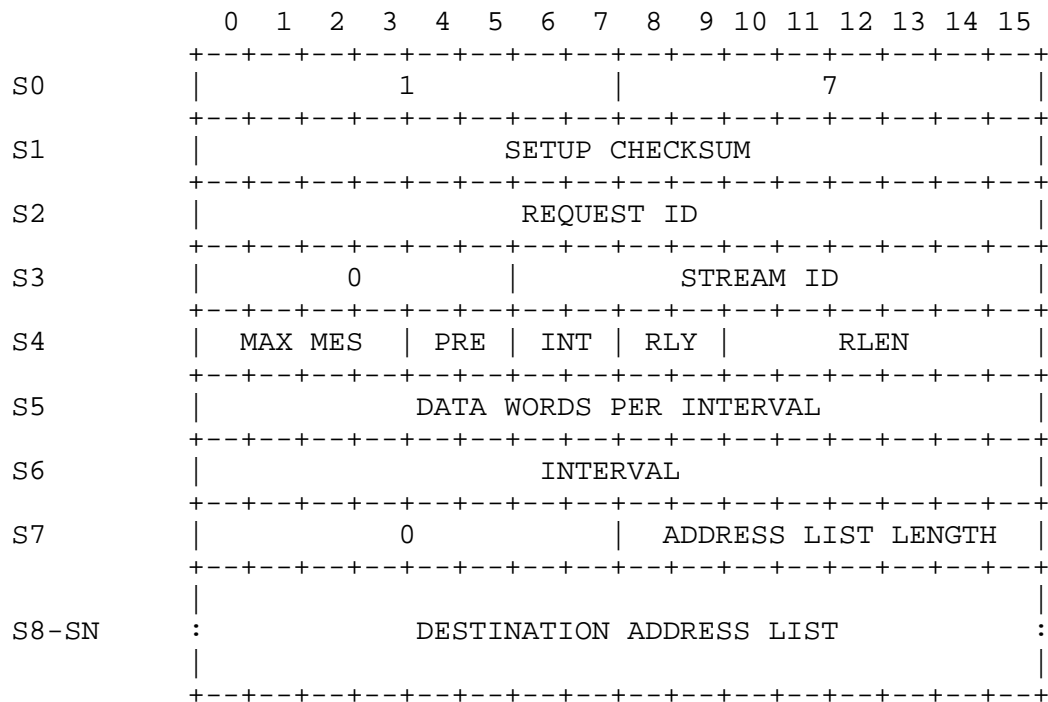 0  1  2  3  4  5  6  7  8  9 10 11 12 13 14 15
               +--+--+--+--+--+--+--+--+--+--+--+--+--+--+--+--+
S0             |           1           |           7           |
               +--+--+--+--+--+--+--+--+--+--+--+--+--+--+--+--+
S1             |                 SETUP CHECKSUM                |
               +--+--+--+--+--+--+--+--+--+--+--+--+--+--+--+--+
S2             |                  REQUEST ID                   |
               +--+--+--+--+--+--+--+--+--+--+--+--+--+--+--+--+
S3             |        0        |         STREAM ID           |
               +--+--+--+--+--+--+--+--+--+--+--+--+--+--+--+--+
S4             |  MAX MES  | PRE | INT | RLY |      RLEN       |
               +--+--+--+--+--+--+--+--+--+--+--+--+--+--+--+--+
S5             |            DATA WORDS PER INTERVAL            |
               +--+--+--+--+--+--+--+--+--+--+--+--+--+--+--+--+
S6             |                   INTERVAL                    |
               +--+--+--+--+--+--+--+--+--+--+--+--+--+--+--+--+
S7             |           0           |  ADDRESS LIST LENGTH  |
               +--+--+--+--+--+--+--+--+--+--+--+--+--+--+--+--+
               |                                               |
S8-SN          :            DESTINATION ADDRESS LIST           :
               |                                               |
               +--+--+--+--+--+--+--+--+--+--+--+--+--+--+--+--+